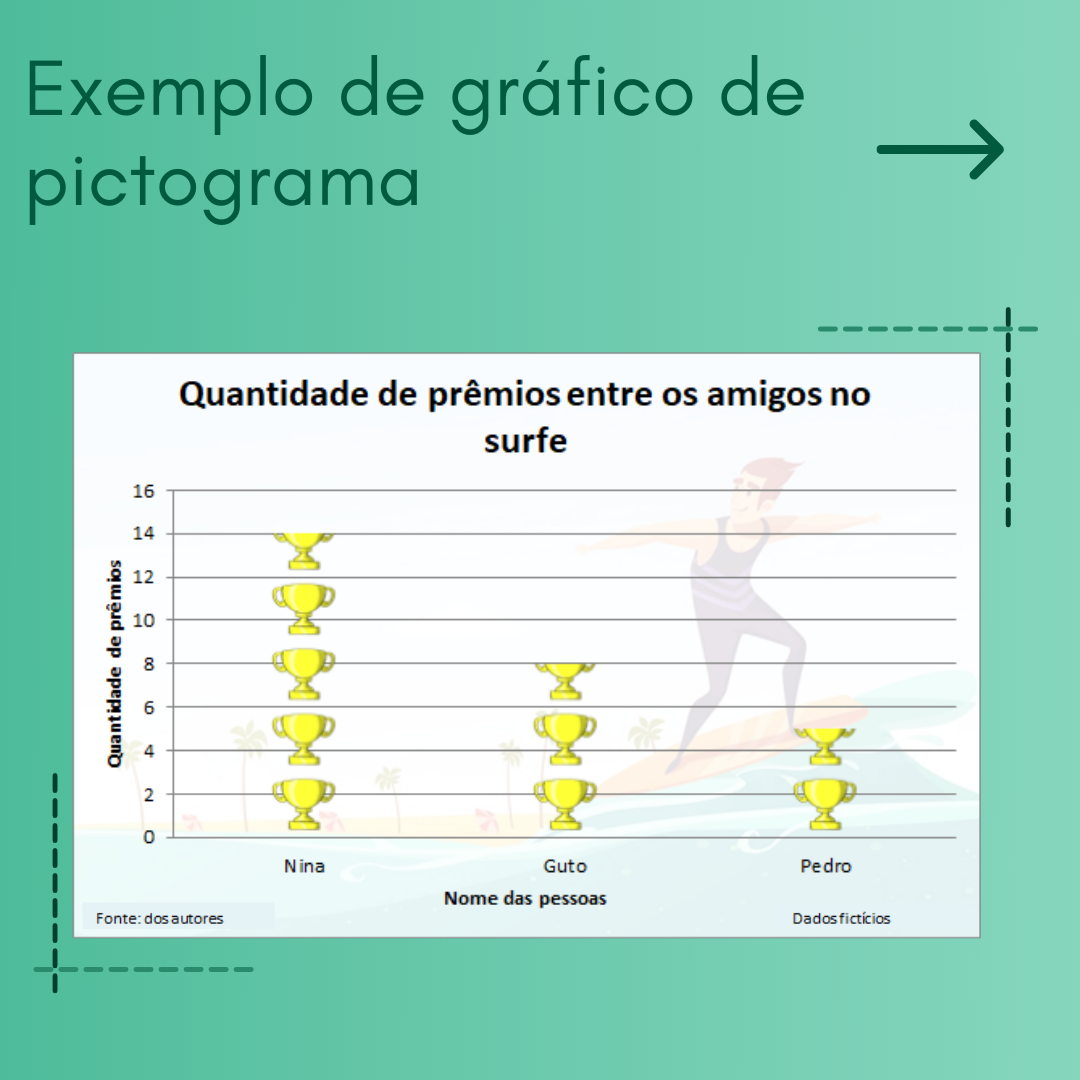 Exemplo de gráfico de
pictograma
Quantidade de prêmios entre os amigos no
surfe
16
14
12
10
8
6
4
2
0
Quantidade de prêmios
Nina Guto Pedro
Nome das pessoas
Fonte: dos autores Dados fictícios